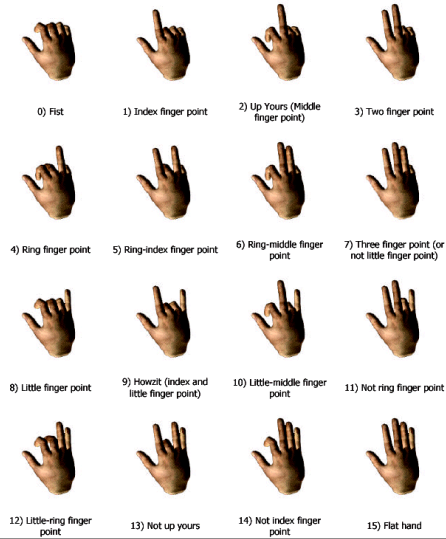 0) Fist
1) Index finger point
2) Up Yours (Middle
finger point)
3) Two finger point
4) Ring finger point
5) Ring-index finger point
6) Ring-middle finger
point
7) Three finger point (or
not little finger point)
8) Little finger point
9) Howzit (index and
little finger point)
10) Little-middle finger
point
11) Not ring finger point
12) Little-ring finger
point
13) Not up yours
14) Not index finger
point
15) Flat hand